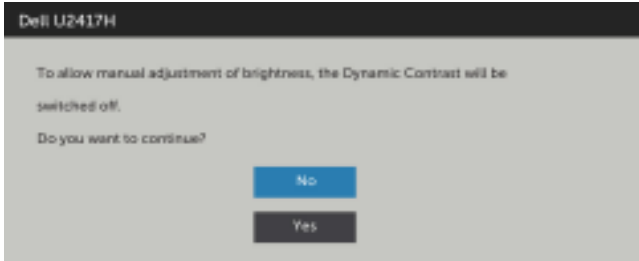 Dell U2417H
To allow manual adjustment of brightness, the Dynamic Contrast will be
switched off.
Do you want to continue?
No
Yes